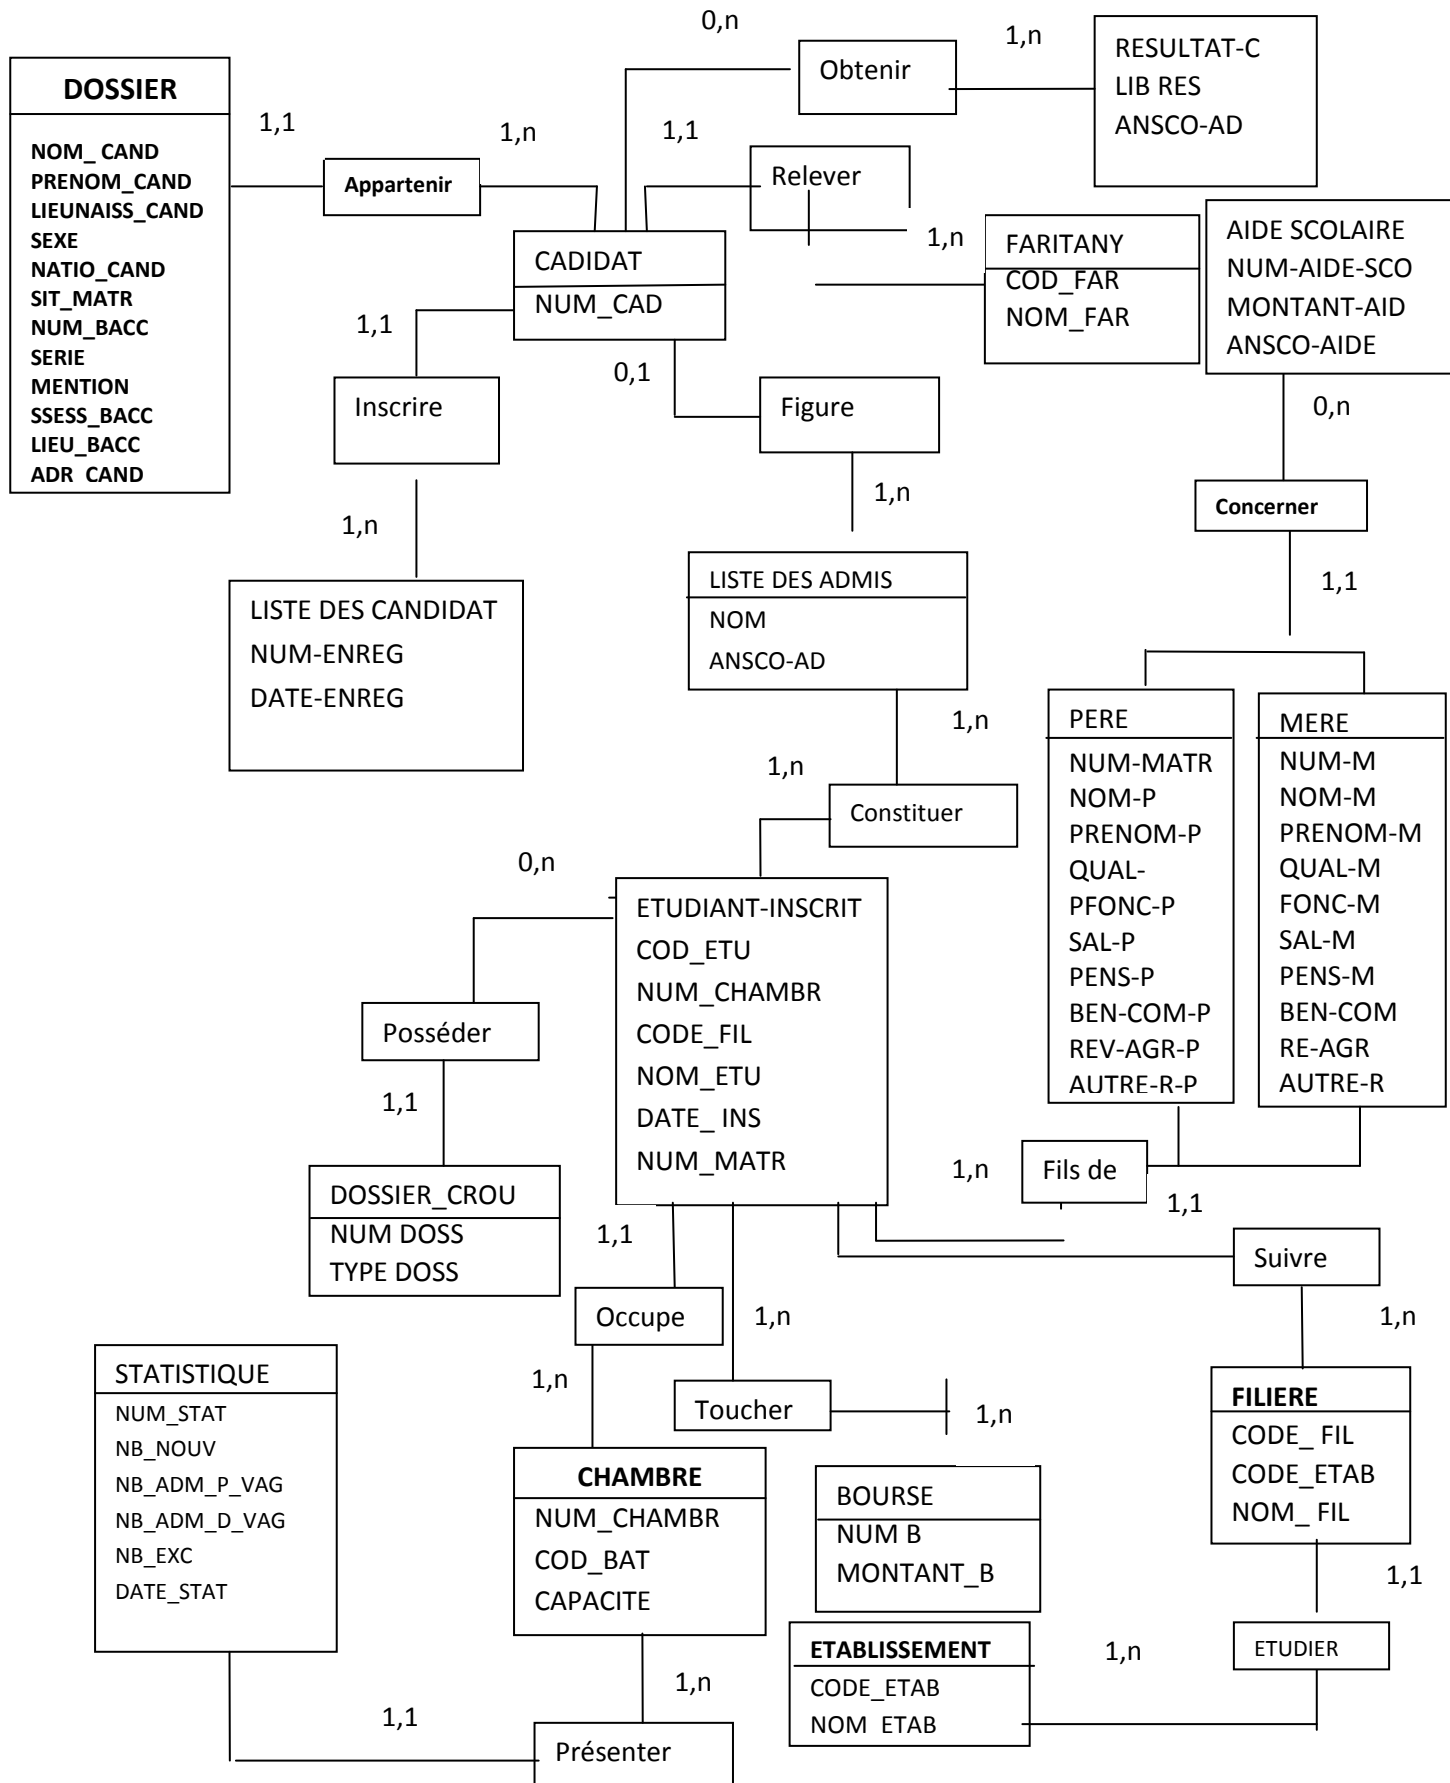 0,n
1,n
Obtenir
RESULTAT-C
LIB RES
ANSCO-AD
DOSSIER
NOM_ CAND
PRENOM_CAND
LIEUNAISS_CAND
SEXE
NATIO_CAND
SIT_MATR
NUM_BACC
SERIE
MENTION
SSESS_BACC
LIEU_BACC
ADR CAND
1,1
1,n
Appartenir
1,1
Relever
1,n
CADIDAT
NUM_CAD
FARITANY
COD_FAR
NOM_FAR
AIDE SCOLAIRE
NUM-AIDE-SCO
MONTANT-AID
ANSCO-AIDE
1,1
Inscrire
0,1
Figure
0,n
Concerner
1,n
1,n
1,1
LISTE DES CANDIDAT
NUM-ENREG
DATE-ENREG
LISTE DES ADMIS
NOM
ANSCO-AD
1,n
1,n
Constituer
PERE
NUM-MATR
NOM-P
PRENOM-P
QUAL-
PFONC-P
SAL-P
PENS-P
BEN-COM-P
REV-AGR-P
AUTRE-R-P
MERE
NUM-M
NOM-M
PRENOM-M
QUAL-M
FONC-M
SAL-M
PENS-M
BEN-COM
RE-AGR
AUTRE-R
0,n
ETUDIANT-INSCRIT
COD_ETU
NUM_CHAMBR
CODE_FIL
NOM_ETU
DATE_ INS
NUM_MATR
Posséder
1,1
DOSSIER_CROU
NUM DOSS
TYPE DOSS
1,n
Fils de
1,1
1,1
Occupe
1,n
Suivre
1,n
STATISTIQUE
NUM_STAT
NB_NOUV
NB_ADM_P_VAG
NB_ADM_D_VAG
NB_EXC
DATE_STAT
1,n
Toucher
1,n
FILIERE
CODE_ FIL
CODE_ETAB
NOM_ FIL
CHAMBRE
NUM_CHAMBR
COD_BAT
CAPACITE
BOURSE
NUM B
MONTANT_B
1,1
ETABLISSEMENT
CODE_ETAB
NOM ETAB
1,n
ETUDIER
1,n
1,1
Présenter